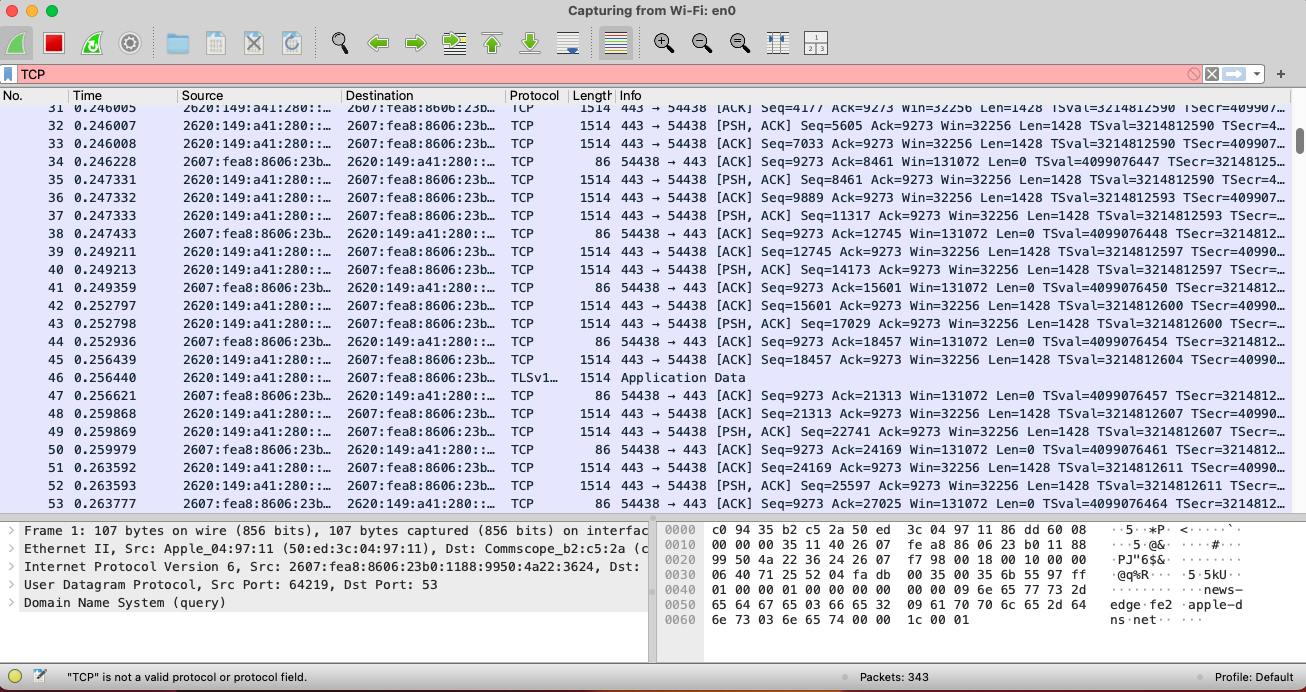 Capturing from Wi-Fi: en0
TCP
No. Time Source Destination Protocol Length Info
31 0.246005 2620:149:a41:280::… 2607:fea8:8606:23b… TCP 1514 443 → 54438 [ACK] Seq=4177 Ack=9273 Win=32256 Len=1428 TSval=3214812590 TSecr=409907…
32 0.246007 2620:149:a41:280::… 2607:fea8:8606:23b… TCP 1514 443 → 54438 [PSH, ACK] Seq=5605 Ack=9273 Win=32256 Len=1428 TSval=3214812590 TSecr=4…
33 0.246008 2620:149:a41:280::… 2607:fea8:8606:23b… TCP 1514 443 → 54438 [ACK] Seq=7033 Ack=9273 Win=32256 Len=1428 TSval=3214812590 TSecr=409907…
34 0.246228 2607:fea8:8606:23b… 2620:149:a41:280::… TCP 86 54438 → 443 [ACK] Seq=9273 Ack=8461 Win=131072 Len=0 TSval=4099076447 TSecr=32148125…
35 0.247331 2620:149:a41:280::… 2607:fea8:8606:23b… TCP 1514 443 → 54438 [PSH, ACK] Seq=8461 Ack=9273 Win=32256 Len=1428 TSval=3214812590 TSecr=4…
36 0.247332 2620:149:a41:280::… 2607:fea8:8606:23b… TCP 1514 443 → 54438 [ACK] Seq=9889 Ack=9273 Win=32256 Len=1428 TSval=3214812593 TSecr=409907…
37 0.247333 2620:149:a41:280::… 2607:fea8:8606:23b… TCP 1514 443 → 54438 [PSH, ACK] Seq=11317 Ack=9273 Win=32256 Len=1428 TSval=3214812593 TSecr=…
38 0.247433 2607:fea8:8606:23b… 2620:149:a41:280::… TCP 86 54438 → 443 [ACK] Seq=9273 Ack=12745 Win=131072 Len=0 TSval=4099076448 TSecr=3214812…
39 0.249211 2620:149:a41:280::… 2607:fea8:8606:23b… TCP 1514 443 → 54438 [ACK] Seq=12745 Ack=9273 Win=32256 Len=1428 TSval=3214812597 TSecr=40990…
40 0.249213 2620:149:a41:280::… 2607:fea8:8606:23b… TCP 1514 443 → 54438 [PSH, ACK] Seq=14173 Ack=9273 Win=32256 Len=1428 TSval=3214812597 TSecr=…
41 0.249359 2607:fea8:8606:23b… 2620:149:a41:280::… TCP 86 54438 → 443 [ACK] Seq=9273 Ack=15601 Win=131072 Len=0 TSval=4099076450 TSecr=3214812…
42 0.252797 2620:149:a41:280::… 2607:fea8:8606:23b… TCP 1514 443 → 54438 [ACK] Seq=15601 Ack=9273 Win=32256 Len=1428 TSval=3214812600 TSecr=40990…
43 0.252798 2620:149:a41:280::… 2607:fea8:8606:23b… TCP 1514 443 → 54438 [PSH, ACK] Seq=17029 Ack=9273 Win=32256 Len=1428 TSval=3214812600 TSecr=…
44 0.252936 2607:fea8:8606:23b… 2620:149:a41:280::… TCP 86 54438 → 443 [ACK] Seq=9273 Ack=18457 Win=131072 Len=0 TSval=4099076454 TSecr=3214812…
45 0.256439 2620:149:a41:280::… 2607:fea8:8606:23b… TCP 1514 443 → 54438 [ACK] Seq=18457 Ack=9273 Win=32256 Len=1428 TSval=3214812604 TSecr=40990…
46 0.256440 2620:149:a41:280::… 2607:fea8:8606:23b… TLSv1… 1514 Application Data
47 0.256621 2607:fea8:8606:23b… 2620:149:a41:280::… TCP 86 54438 → 443 [ACK] Seq=9273 Ack=21313 Win=131072 Len=0 TSval=4099076457 TSecr=3214812…
48 0.259868 2620:149:a41:280::… 2607:fea8:8606:23b… TCP 1514 443 → 54438 [ACK] Seq=21313 Ack=9273 Win=32256 Len=1428 TSval=3214812607 TSecr=40990…
49 0.259869 2620:149:a41:280::… 2607:fea8:8606:23b… TCP 1514 443 → 54438 [PSH, ACK] Seq=22741 Ack=9273 Win=32256 Len=1428 TSval=3214812607 TSecr=…
50 0.259979 2607:fea8:8606:23b… 2620:149:a41:280::… TCP 86 54438 → 443 [ACK] Seq=9273 Ack=24169 Win=131072 Len=0 TSval=4099076461 TSecr=3214812…
51 0.263592 2620:149:a41:280::… 2607:fea8:8606:23b… TCP 1514 443 → 54438 [ACK] Seq=24169 Ack=9273 Win=32256 Len=1428 TSval=3214812611 TSecr=40990…
52 0.263593 2620:149:a41:280::… 2607:fea8:8606:23b… TCP 1514 443 → 54438 [PSH, ACK] Seq=25597 Ack=9273 Win=32256 Len=1428 TSval=3214812611 TSecr=…
53 0.263777 2607:fea8:8606:23b… 2620:149:a41:280::… TCP 86 54438 → 443 [ACK] Seq=9273 Ack=27025 Win=131072 Len=0 TSval=4099076464 TSecr=3214812…
Frame 1: 107 bytes on wire (856 bits), 107 bytes captured (856 bits) on interfac
Ethernet II, Src: Apple_04:97:11 (50:ed:3c:04:97:11), Dst: Commscope_b2:c5:2a (c
Internet Protocol Version 6, Src: 2607:fea8:8606:23b0:1188:9950:4a22:3624, Dst:
User Datagram Protocol, Src Port: 64219, Dst Port: 53
Domain Name System (query)
0000 c0 94 35 b2 c5 2a 50 ed 3c 04 97 11 86 dd 60 08 ··5··*P· <·····`·
0010 00 00 00 35 11 40 26 07 fe a8 86 06 23 b0 11 88 ···5·@&· ····#···
0020 99 50 4a 22 36 24 26 07 f7 98 00 18 00 10 00 00 ·PJ"6$&· ········
0030 06 40 71 25 52 04 fa db 00 35 00 35 6b 55 97 ff ·@q%R··· ·5·5kU··
0040 01 00 00 01 00 00 00 00 00 00 09 6e 65 77 73 2d ········ ···news-
0050 65 64 67 65 03 66 65 32 09 61 70 70 6c 65 2d 64 edge·fe2 ·apple-d
0060 6e 73 03 6e 65 74 00 00 1c 00 01 ns·net·· ···
"TCP" is not a valid protocol or protocol field.
Packets: 343
Profile: Default